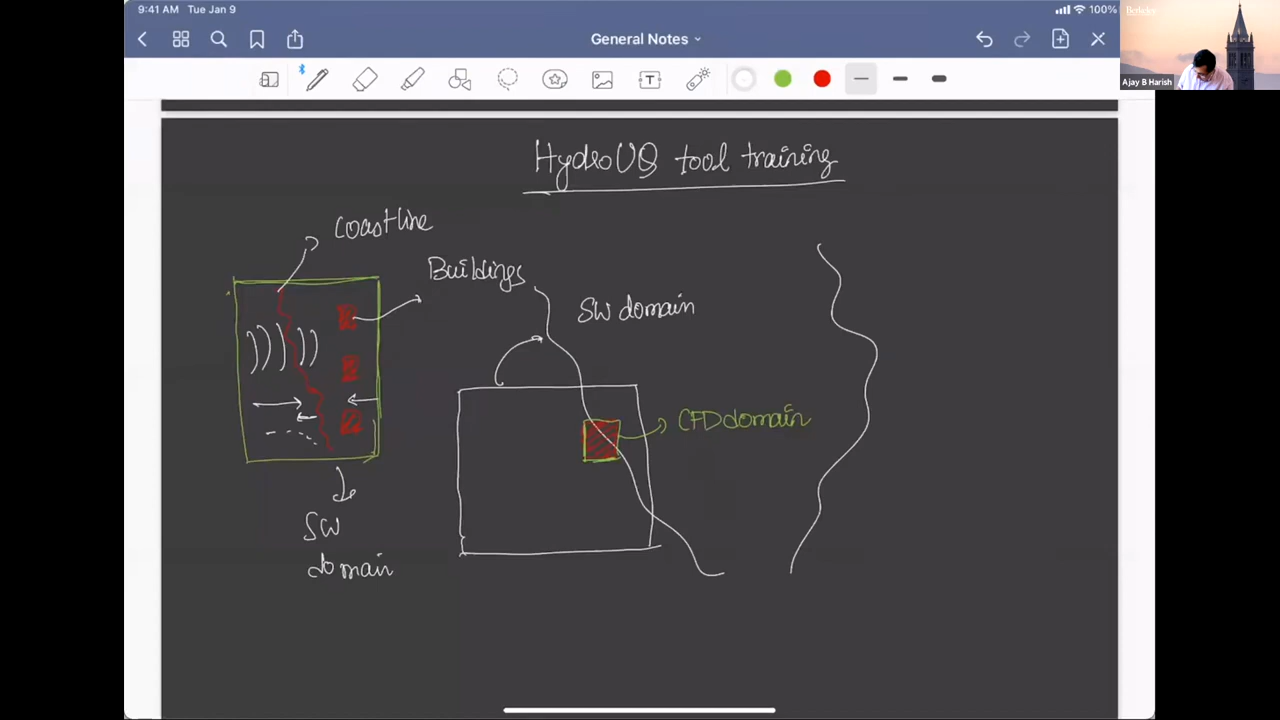 9:41 AM Tue Jan 9
100%
Berkeley
General Notes
Ajay B Harish
T
HydroUQ tool training
Coastline
Buildings
SW domain
CFD domain
SW
domain